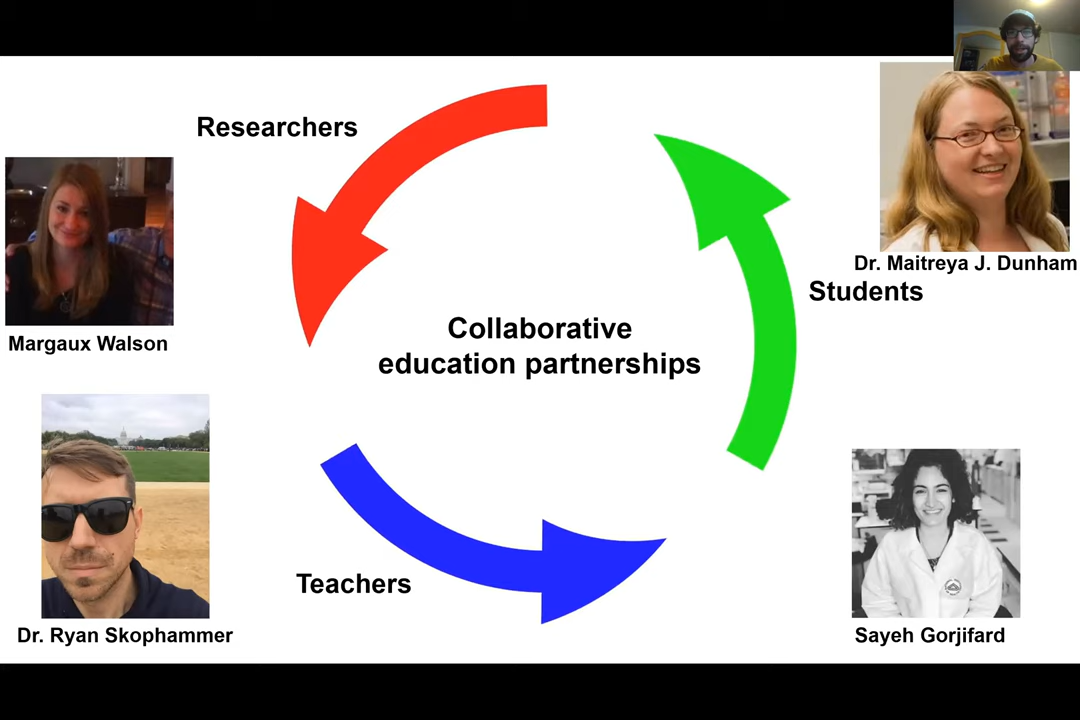 Researchers
Dr. Maitreya J. Dunham
Students
Collaborative
education partnerships
Margaux Walson
Teachers
Dr. Ryan Skophammer
Sayeh Gorjifard